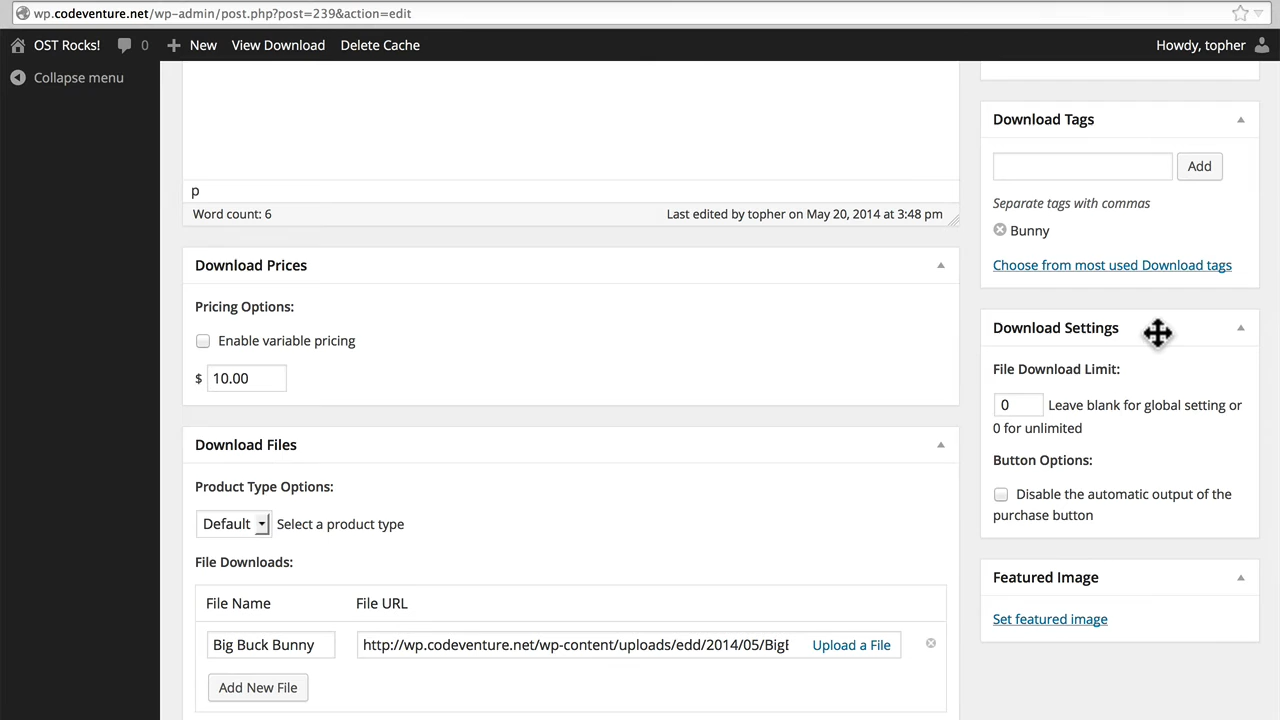 wp.codeventure.net/wp-admin/post.php?post=239&action=edit
OST Rocks! 0 New View Download Delete Cache Howdy, topher
Collapse menu
p
Word count: 6 Last edited by topher on May 20, 2014 at 3:48 pm
Download Prices
Pricing Options:
Enable variable pricing
$ 10.00
Download Files
Product Type Options:
Default Select a product type
File Downloads:
File Name File URL
Big Buck Bunny http://wp.codeventure.net/wp-content/uploads/edd/2014/05/BigB Upload a File
Add New File
Download Tags
Add
Separate tags with commas
Bunny
Choose from most used Download tags
Download Settings
File Download Limit:
0 Leave blank for global setting or
0 for unlimited
Button Options:
Disable the automatic output of the
purchase button
Featured Image
Set featured image